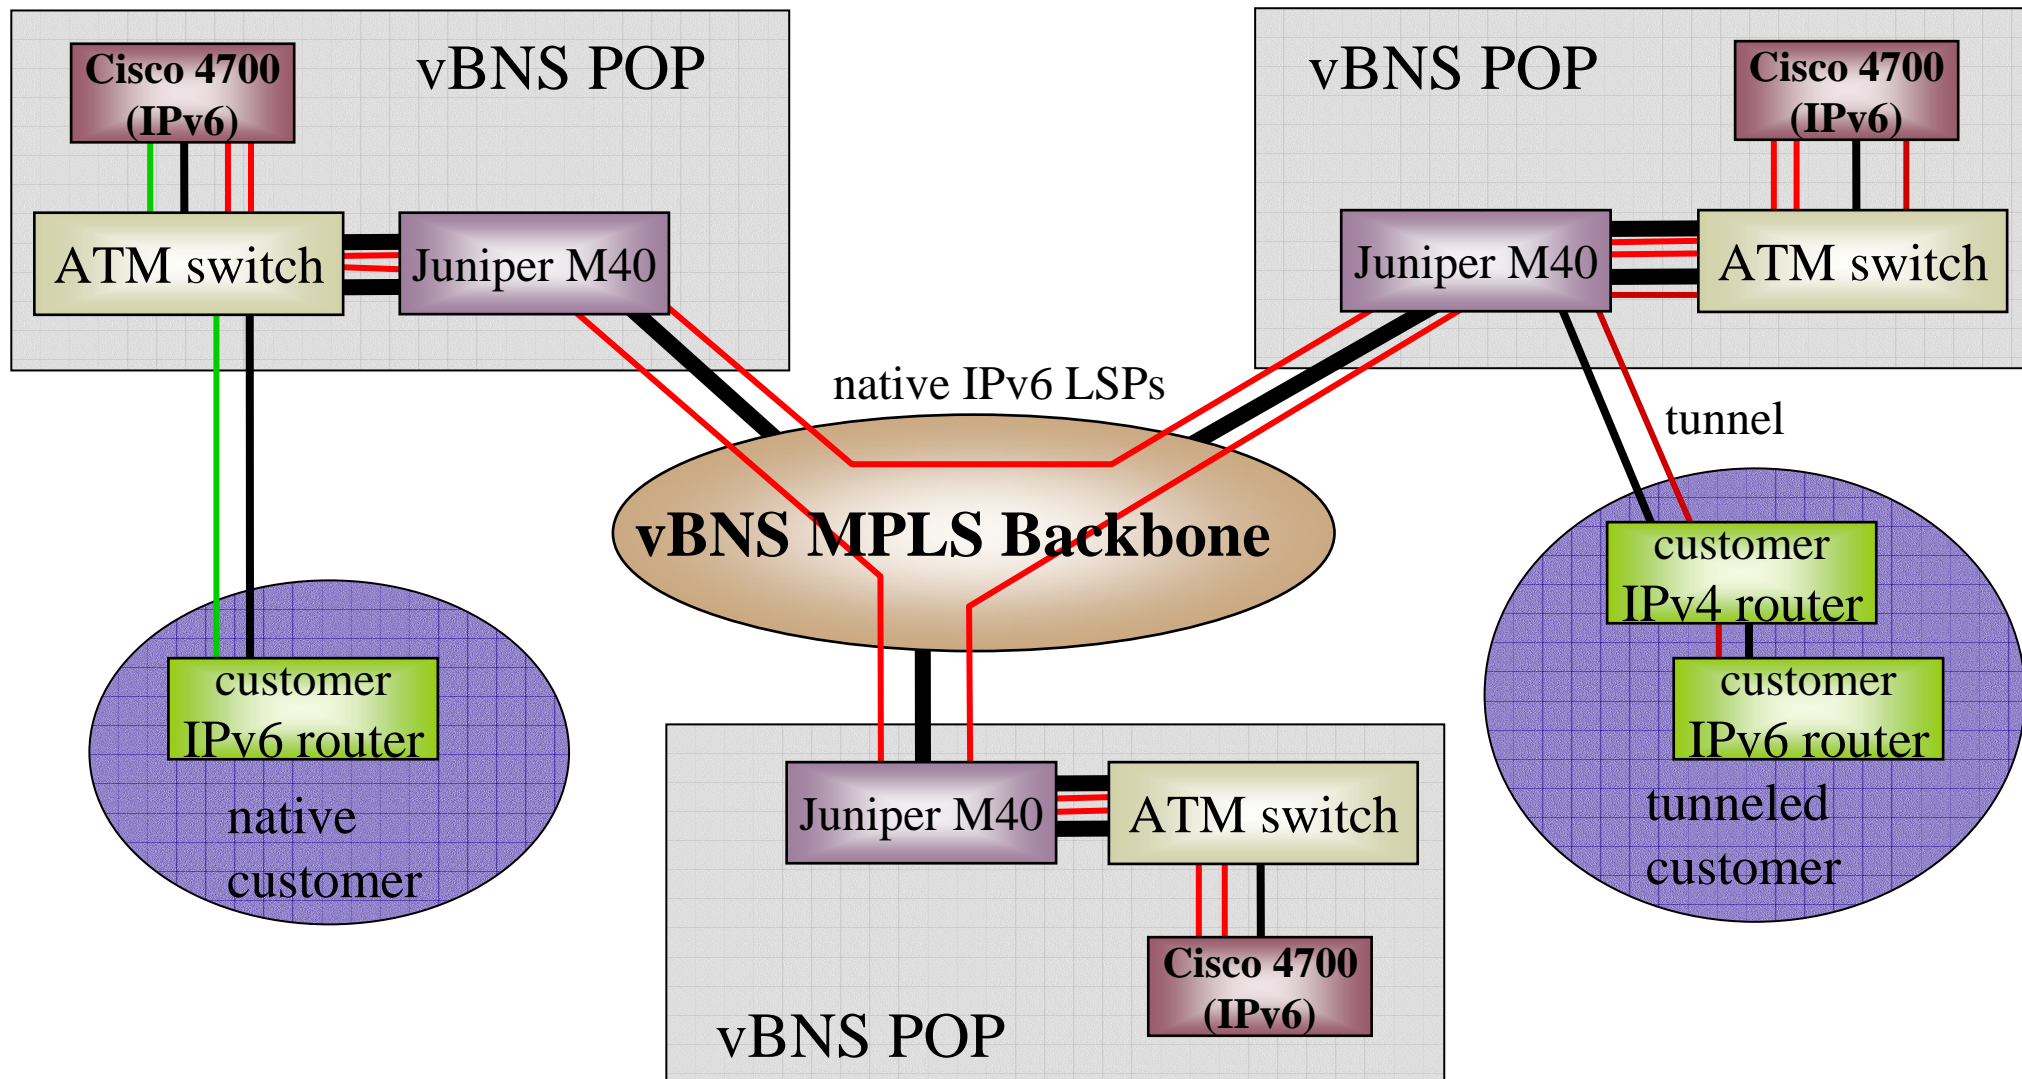 vBNS POP
Cisco 4700
(IPv6)
ATM switch
Juniper M40
vBNS POP
Cisco 4700
(IPv6)
Juniper M40
ATM switch
native IPv6 LSPs
tunnel
vBNS MPLS Backbone
customer
IPv6 router
native
customer
customer
IPv4 router
customer
IPv6 router
tunneled
customer
Juniper M40
ATM switch
Cisco 4700
(IPv6)
vBNS POP